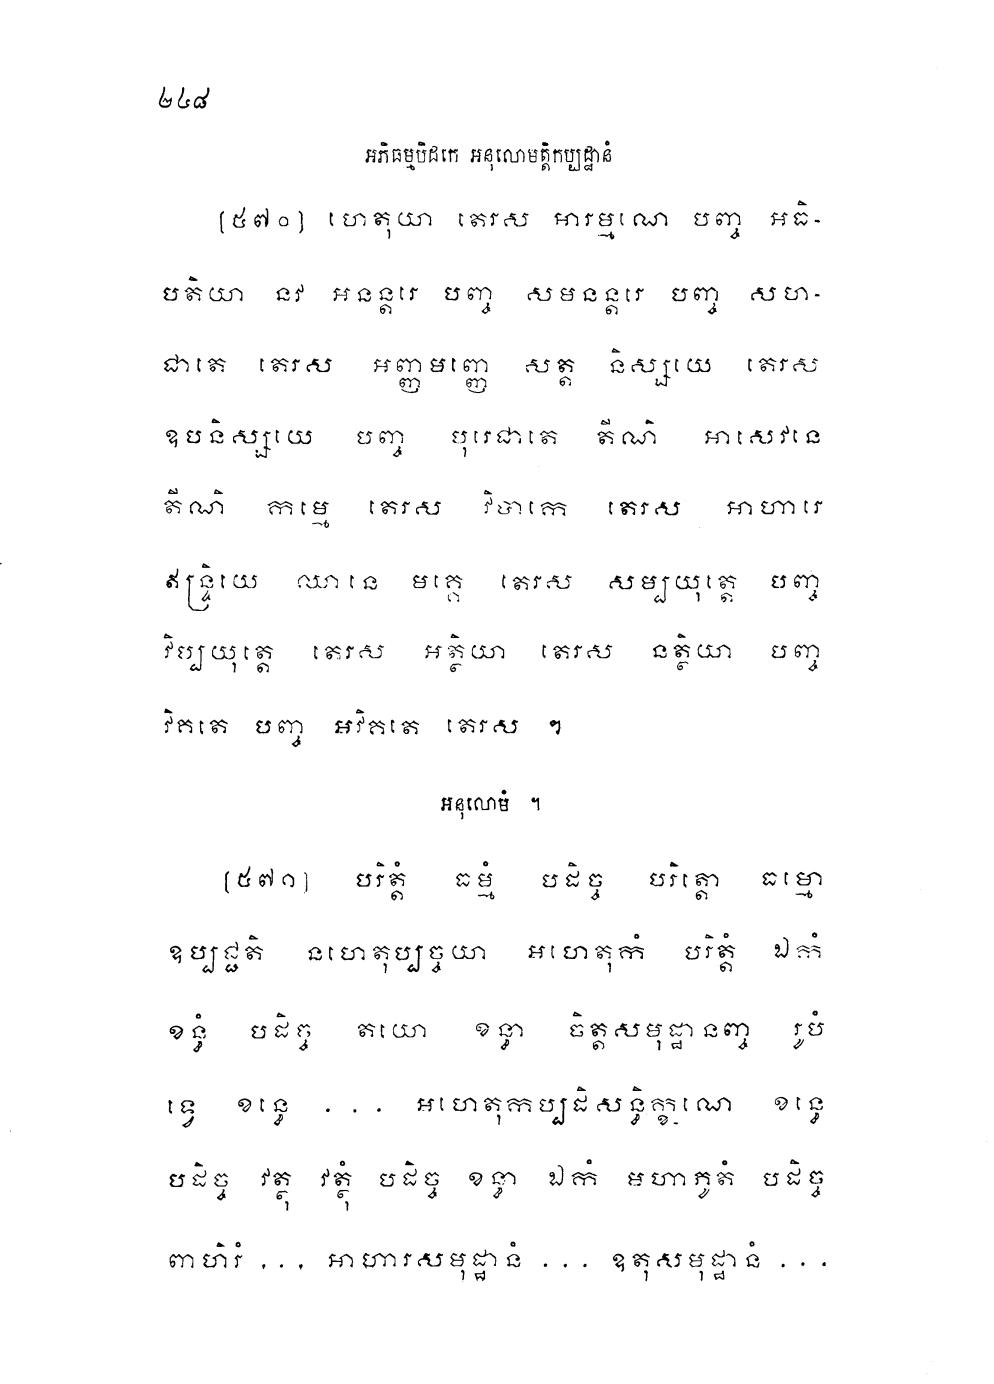 ២៤៨
អភិធម្មបិដកេ អនុលោមត្តិកប្បដ្ឋានំ
(៥៧០) ហេតុយា តេរស អារម្មណេ បញ្ច អធិ-
បតិយា នវ អនន្តរេ បញ្ច សមនន្តរេ បញ្ច សហ-
ជាតេ តេរស អញ្ញមញ្ញេ សត្ត និស្សយេ តេរស
ឧបនិស្សយេ បញ្ច បុរេជាតេ តីណិ អាសេវនេ
តីណិ កម្មេ តេរស វិបាកេ តេរស អាហារេ
ឥន្ទ្រិយេ ឈានេ មគ្គេ តេរស សម្បយុត្តេ បញ្ច
វិប្បយុត្តេ តេរស អត្ថិយា តេរស នត្ថិយា បញ្ច
វិគតេ បញ្ច អវិគតេ តេរស ។
អនុលោមំ ។
(៥៧១) បរិត្តំ ធម្មំ បដិច្ច បរិត្តោ ធម្មោ
ឧប្បជ្ជតិ នហេតុប្បច្ចយា អហេតុកំ បរិត្តំ ឯកំ
ខន្ធំ បដិច្ច តយោ ខន្ធា ចិត្តសមុដ្ឋានញ្ច រូបំ
ទ្វេ ខន្ធេ ... អហេតុកប្បដិសន្ធិក្ខណេ ខន្ធេ
បដិច្ច វត្ថុ វត្ថុំ បដិច្ច ខន្ធា ឯកំ មហាភូតំ បដិច្ច
ពាហិរំ ... អាហារសមុដ្ឋានំ ... ឧតុសមុដ្ឋានំ ...